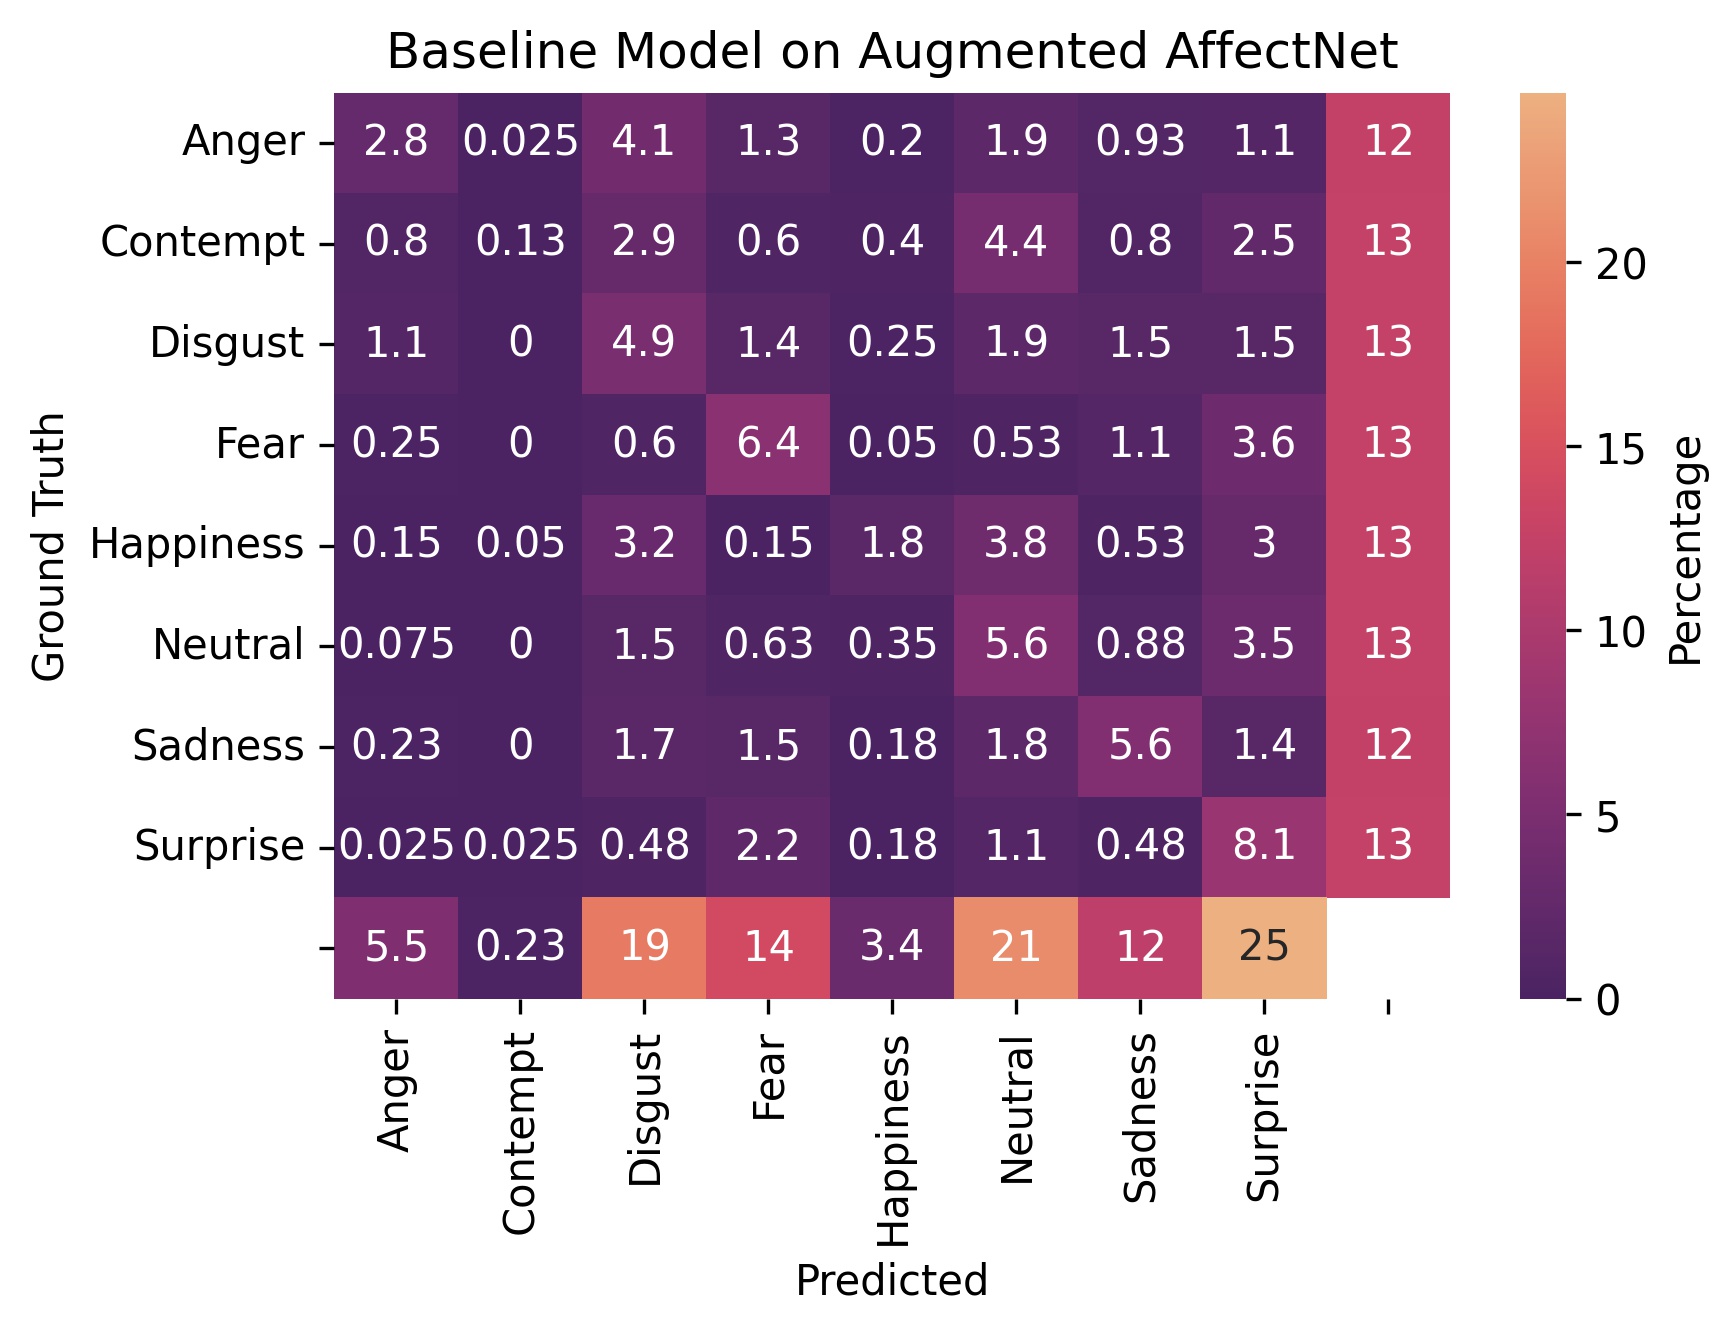 Baseline Model on Augmented AffectNet
Anger 2.8 0.025 4.1 1.3 0.2 1.9 0.93 1.1 12
Contempt 0.8 0.13 2.9 0.6 0.4 4.4 0.8 2.5 13
Disgust 1.1 0 4.9 1.4 0.25 1.9 1.5 1.5 13
Fear 0.25 0 0.6 6.4 0.05 0.53 1.1 3.6 13
Happiness 0.15 0.05 3.2 0.15 1.8 3.8 0.53 3 13
Neutral 0.075 0 1.5 0.63 0.35 5.6 0.88 3.5 13
Sadness 0.23 0 1.7 1.5 0.18 1.8 5.6 1.4 12
Surprise 0.025 0.025 0.48 2.2 0.18 1.1 0.48 8.1 13
5.5 0.23 19 14 3.4 21 12 25
Ground Truth
Anger Contempt Disgust Fear Happiness Neutral Sadness Surprise
Predicted
20
15
10
5
0
Percentage